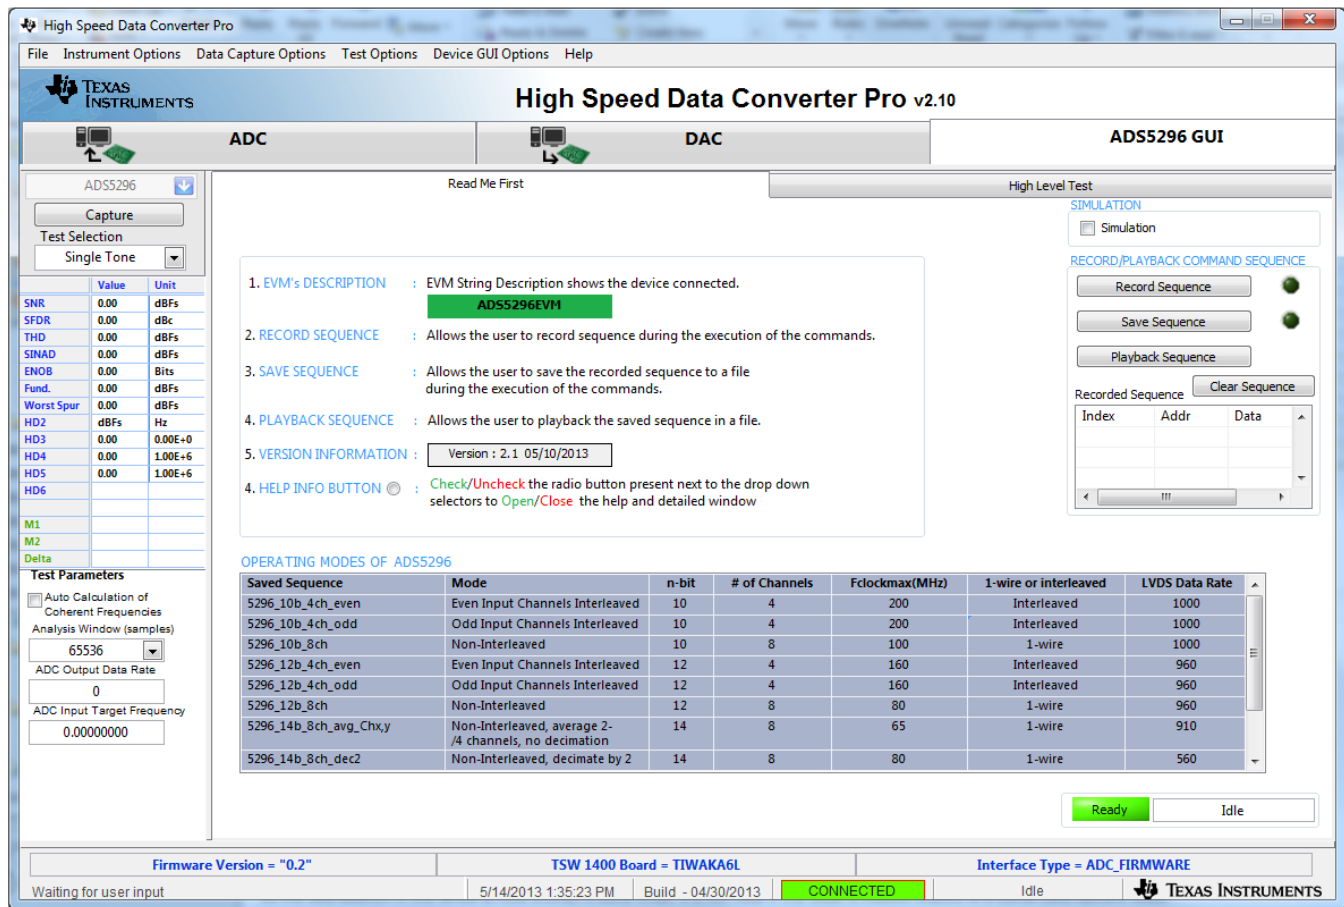 High Speed Data Converter Pro
File Instrument Options Data Capture Options Test Options Device GUI Options Help
TEXAS
INSTRUMENTS
High Speed Data Converter Pro v2.10
ADC
DAC
ADS5296 GUI
ADS5296
Capture
Test Selection
Single Tone
Value Unit
SNR 0.00 dBFs
SFDR 0.00 dBc
THD 0.00 dBFs
SINAD 0.00 dBFs
ENOB 0.00 Bits
Fund. 0.00 dBFs
Worst Spur 0.00 dBFs
HD2 dBFs Hz
HD3 0.00 0.00E+0
HD4 0.00 1.00E+6
HD5 0.00 1.00E+6
HD6
M1
M2
Delta
Test Parameters
Auto Calculation of
Coherent Frequencies
Analysis Window (samples)
65536
ADC Output Data Rate
0
ADC Input Target Frequency
0.00000000
Read Me First
High Level Test
1. EVM's DESCRIPTION : EVM String Description shows the device connected.
ADS5296EVM
2. RECORD SEQUENCE : Allows the user to record sequence during the execution of the commands.
3. SAVE SEQUENCE : Allows the user to save the recorded sequence to a file
during the execution of the commands.
4. PLAYBACK SEQUENCE : Allows the user to playback the saved sequence in a file.
5. VERSION INFORMATION : Version : 2.1 05/10/2013
4. HELP INFO BUTTON : Check/Uncheck the radio button present next to the drop down
selectors to Open/Close the help and detailed window
SIMULATION
Simulation
RECORD/PLAYBACK COMMAND SEQUENCE
Record Sequence
Save Sequence
Playback Sequence
Recorded Sequence Clear Sequence
Index Addr Data
OPERATING MODES OF ADS5296
Saved Sequence Mode n-bit # of Channels Fclockmax(MHz) 1-wire or interleaved LVDS Data Rate
5296_10b_4ch_even Even Input Channels Interleaved 10 4 200 Interleaved 1000
5296_10b_4ch_odd Odd Input Channels Interleaved 10 4 200 Interleaved 1000
5296_10b_8ch Non-Interleaved 10 8 100 1-wire 1000
5296_12b_4ch_even Even Input Channels Interleaved 12 4 160 Interleaved 960
5296_12b_4ch_odd Odd Input Channels Interleaved 12 4 160 Interleaved 960
5296_12b_8ch Non-Interleaved 12 8 80 1-wire 960
5296_14b_8ch_avg_Chx,y Non-Interleaved, average 2- 14 8 65 1-wire 910
/4 channels, no decimation
5296_14b_8ch_dec2 Non-Interleaved, decimate by 2 14 8 80 1-wire 560
Ready Idle
Firmware Version = "0.2" TSW 1400 Board = TIWAKA6L Interface Type = ADC_FIRMWARE
Waiting for user input 5/14/2013 1:35:23 PM Build - 04/30/2013 CONNECTED Idle TEXAS INSTRUMENTS